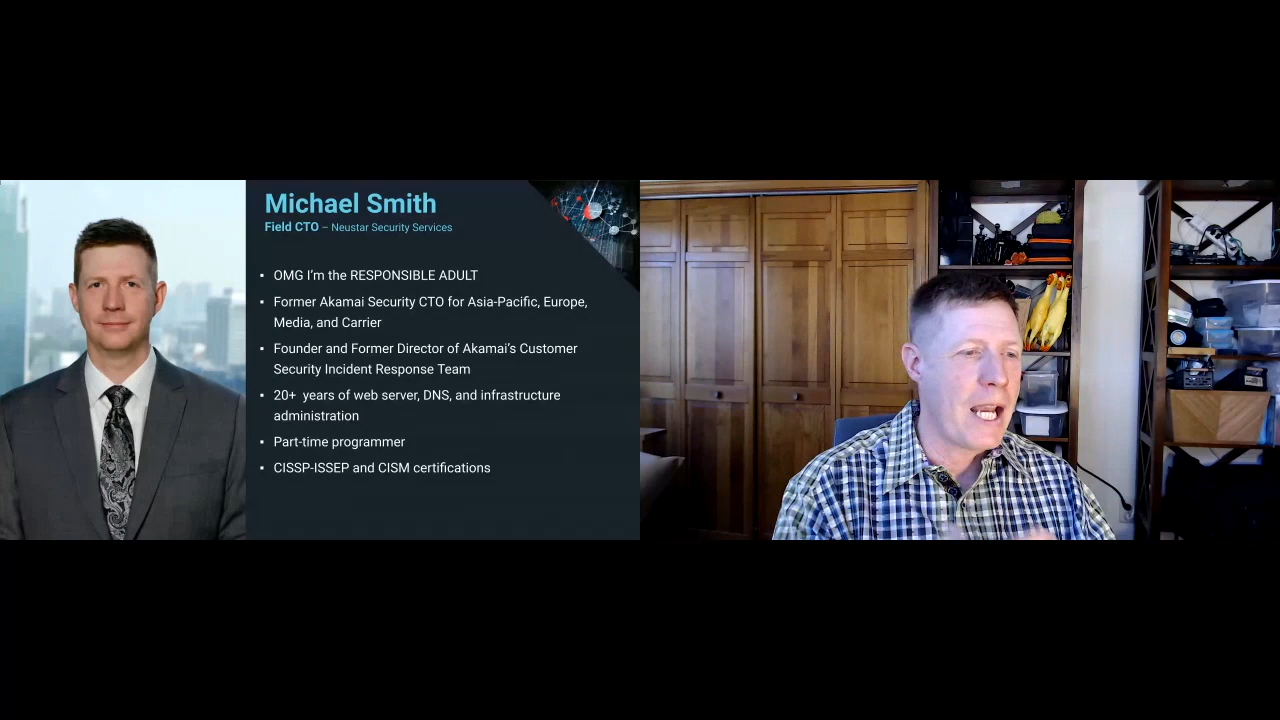 Michael Smith
Field CTO – Neustar Security Services
▪ OMG I'm the RESPONSIBLE ADULT
▪ Former Akamai Security CTO for Asia-Pacific, Europe,
Media, and Carrier
▪ Founder and Former Director of Akamai's Customer
Security Incident Response Team
▪ 20+ years of web server, DNS, and infrastructure
administration
▪ Part-time programmer
▪ CISSP-ISSEP and CISM certifications